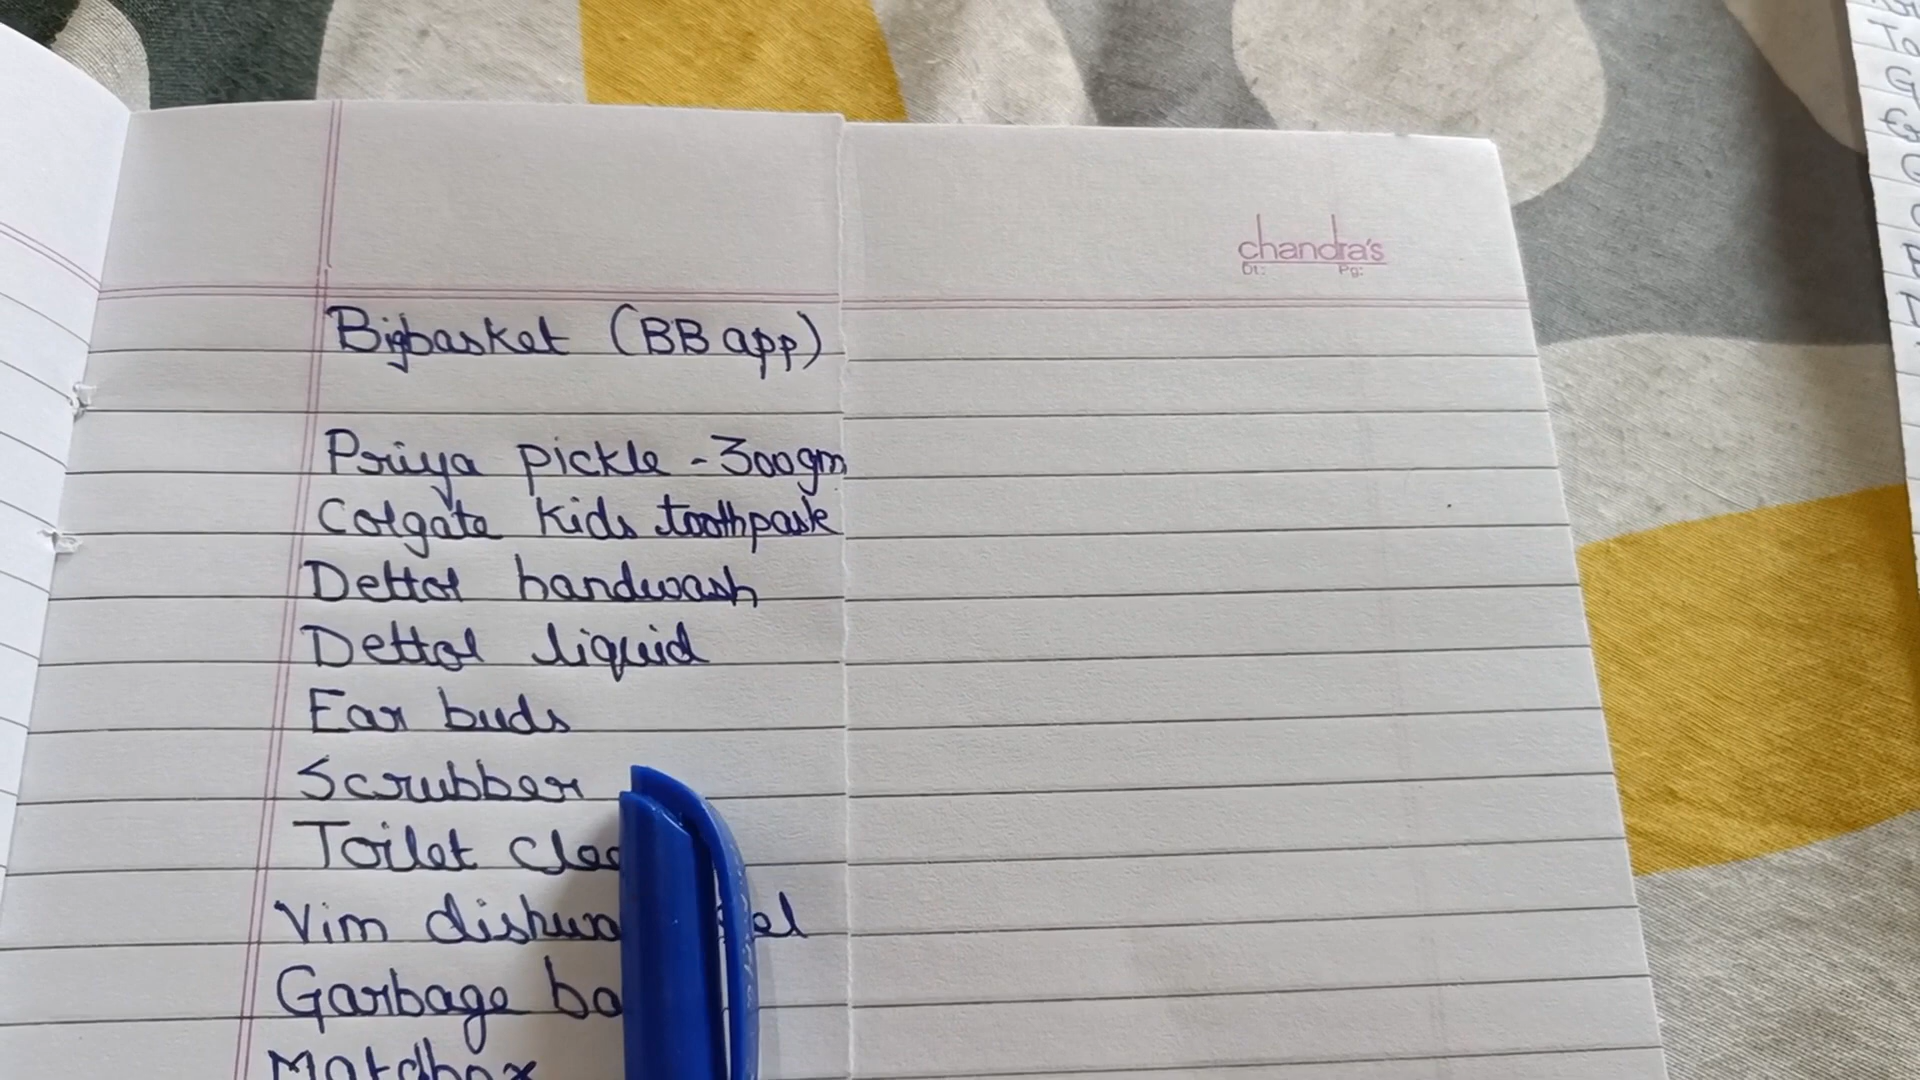 chandra's
Dt: Pg:
Bigbasket (BB app)
Priya pickle - 300gm
Colgate kids toothpaste
Dettol handwash
Dettol liquid
Ear buds
Scrubber
Toilet
Vim
Garbage
Matchbox